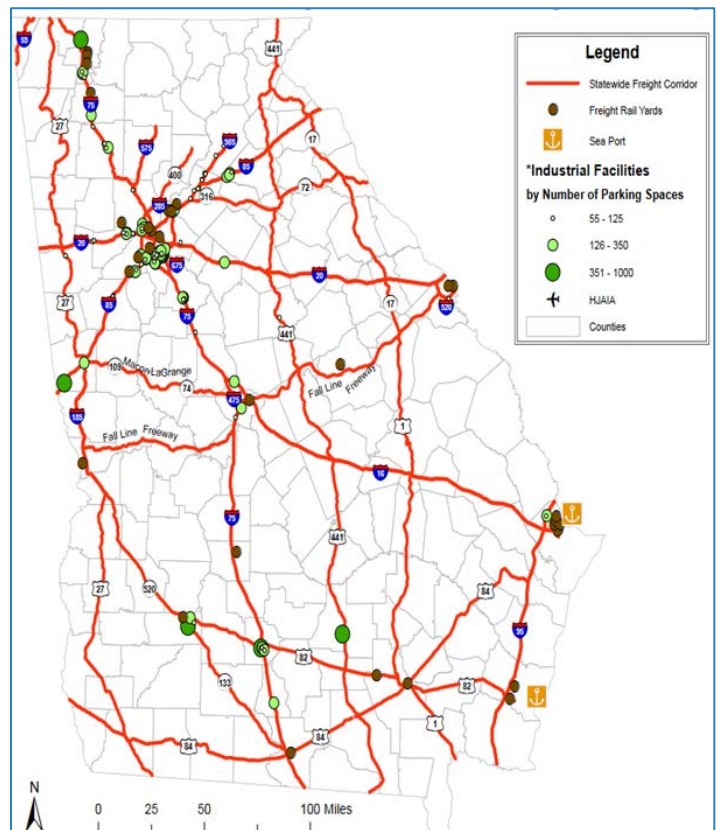 Legend
Statewide Freight Corridor
Freight Rail Yards
Sea Port
*Industrial Facilities
by Number of Parking Spaces
55 - 125
126 - 350
351 - 1000
HJAIA
Counties
441
27
75
575
985
85
17
400
316
285
72
20
675
20
27
85
75
441
17
520
Macon-LaGrange
109
74
475
Fall Line Freeway
185
Fall Line Freeway
1
16
75
441
84
27
520
95
82
82
133
84
84
1
N
0 25 50 100 Miles